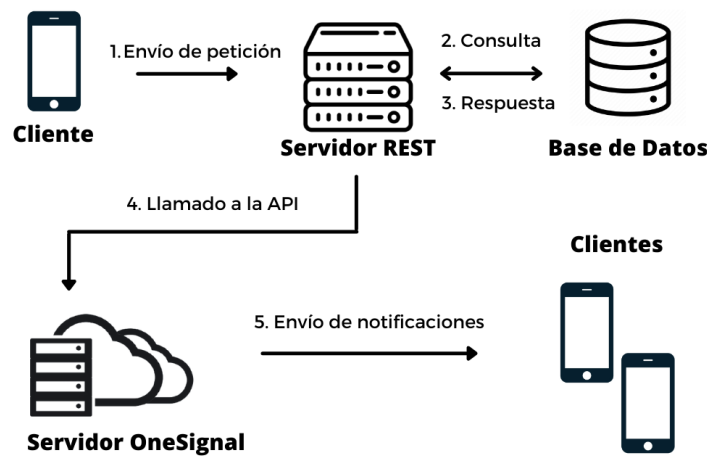 1. Envío de petición
2. Consulta
3. Respuesta
Cliente
Servidor REST
Base de Datos
4. Llamado a la API
Clientes
5. Envío de notificaciones
Servidor OneSignal